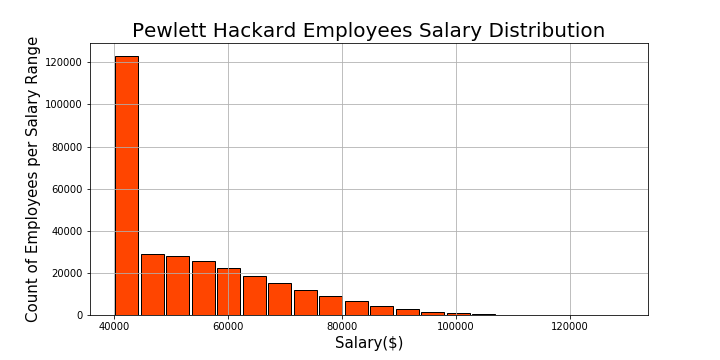 Pewlett Hackard Employees Salary Distribution
Count of Employees per Salary Range
120000
100000
80000
60000
40000
20000
0
40000 60000 80000 100000 120000
Salary($)